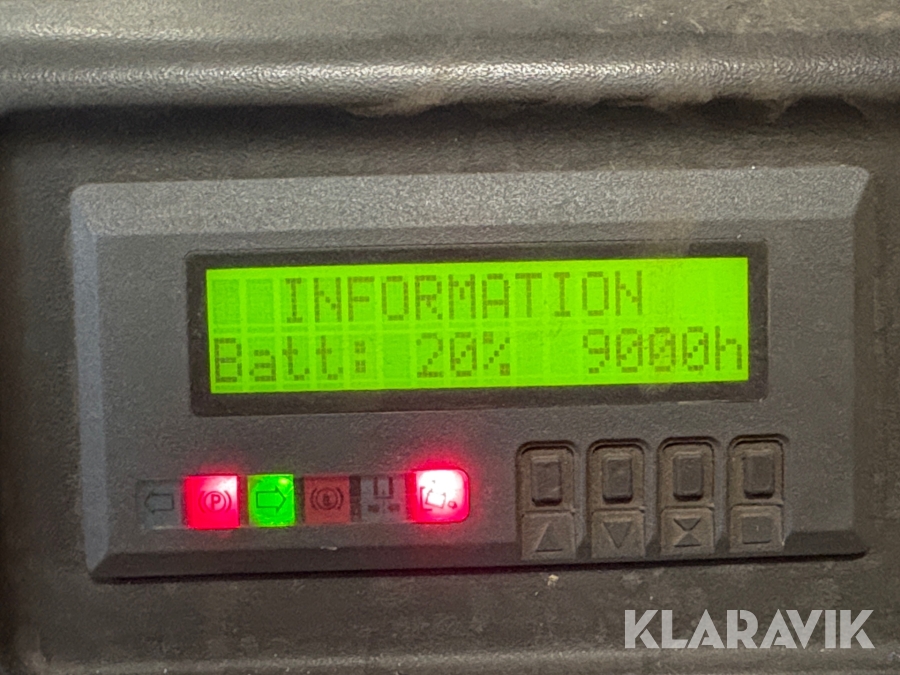 INFORMATION
Batt: 20% 9000h
P
KLARAVIK